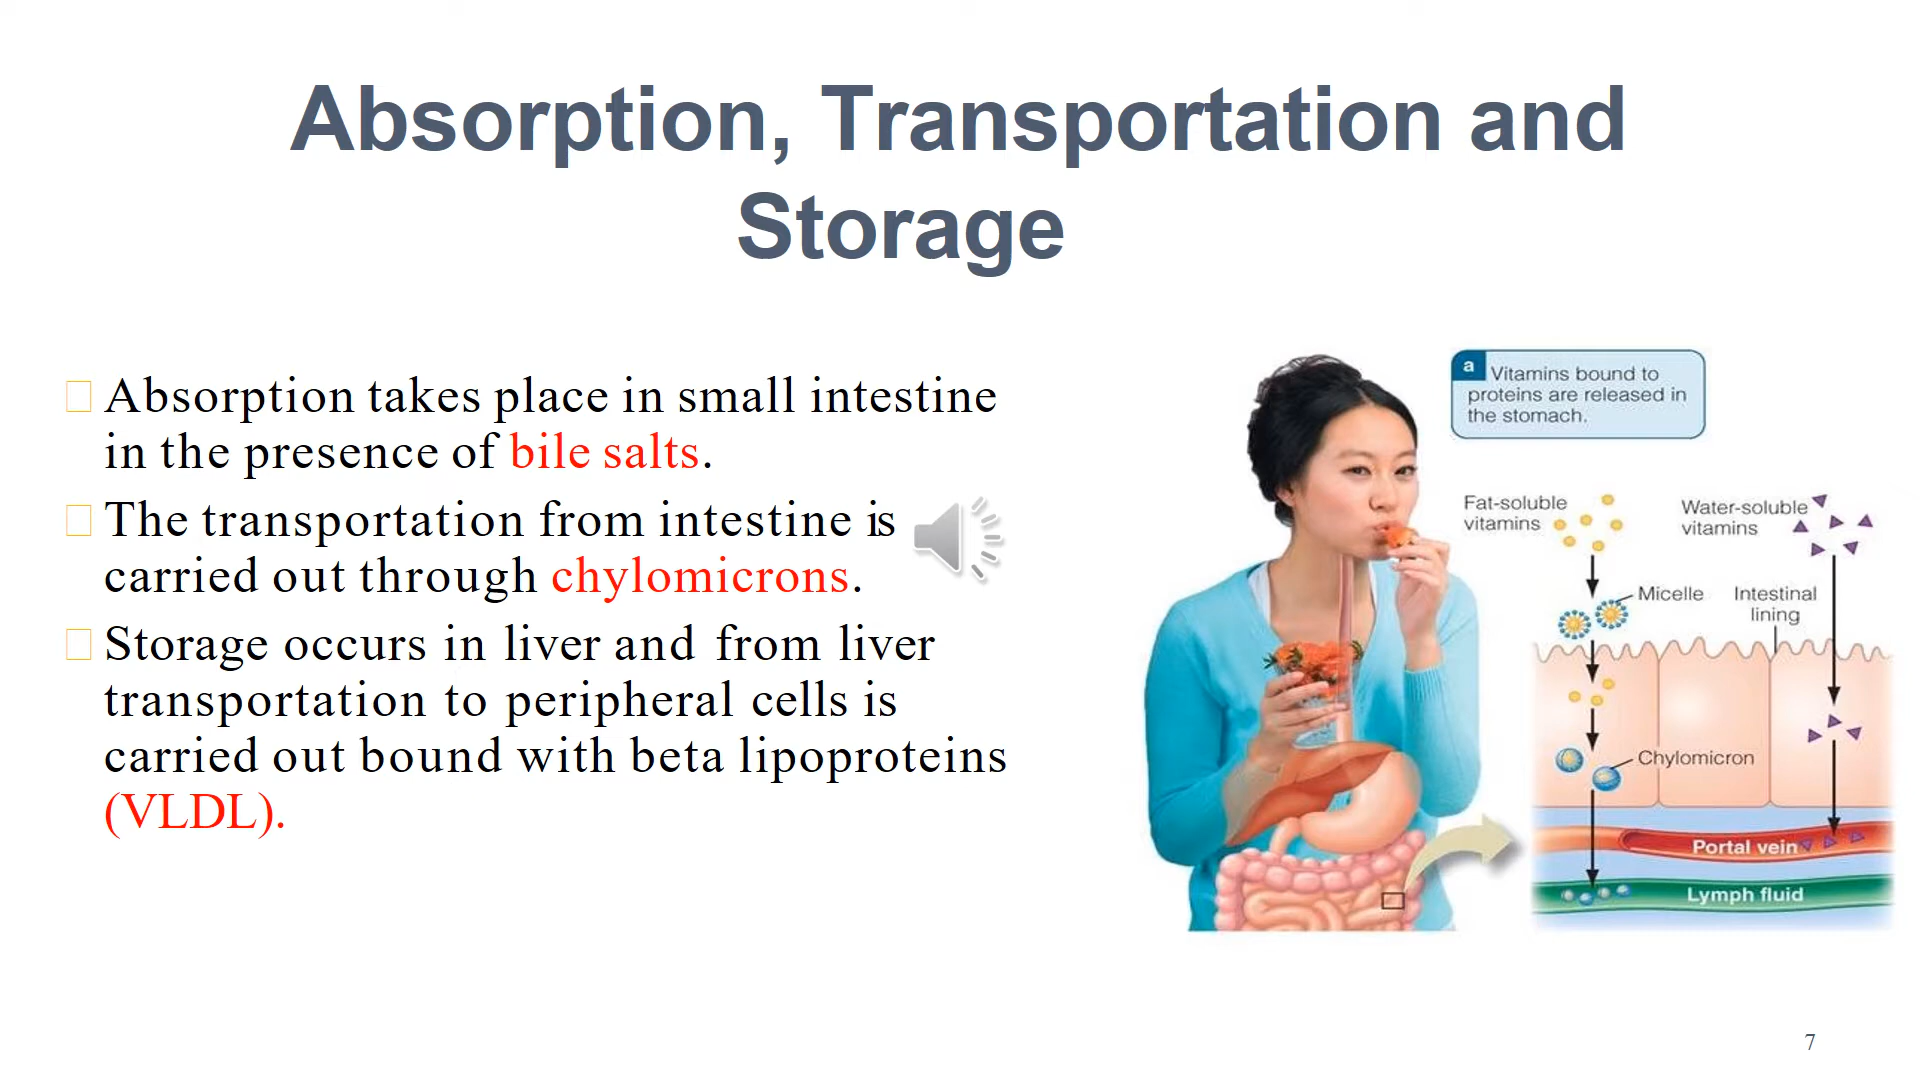 Absorption, Transportation and
Storage
Absorption takes place in small intestine
in the presence of bile salts.
The transportation from intestine is
carried out through chylomicrons.
Storage occurs in liver and from liver
transportation to peripheral cells is
carried out bound with beta lipoproteins
(VLDL).
a Vitamins bound to
proteins are released in
the stomach.
Fat-soluble
vitamins
Water-soluble
vitamins
Micelle
Intestinal
lining
Chylomicron
Portal vein
Lymph fluid
7